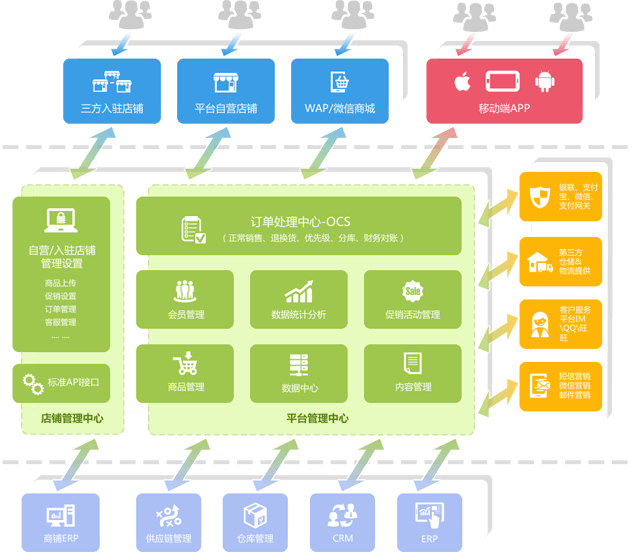 三方入驻店铺
平台自营店铺
WAP/微信商城
移动端APP
自营/入驻店铺
管理设置
商品上传
促销设置
订单管理
客服管理
... ...
标准API接口
店铺管理中心
订单处理中心-OCS
（正常销售、退换货、优先级、分库、财务对账）
会员管理
数据统计分析
Sale
促销活动管理
商品管理
数据中心
内容管理
平台管理中心
银联、支付
宝、微信、
支付网关
第三方
仓储&
物流提供
客户服务
平台IM
\QQ\旺
旺
短信营销
微信营销
邮件营销
商铺ERP
供应链管理
仓库管理
CRM
ERP